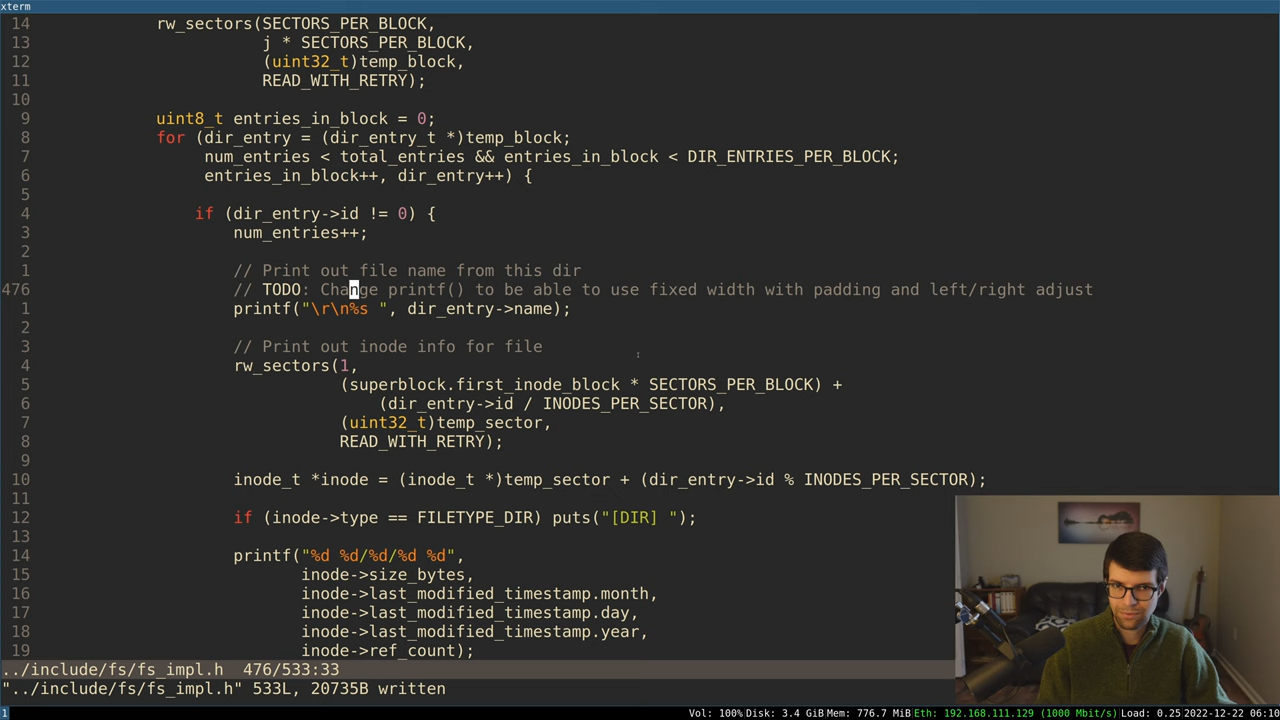 xterm
14 rw_sectors(SECTORS_PER_BLOCK,
13 j * SECTORS_PER_BLOCK,
12 (uint32_t)temp_block,
11 READ_WITH_RETRY);
10
9 uint8_t entries_in_block = 0;
8 for (dir_entry = (dir_entry_t *)temp_block;
7 num_entries < total_entries && entries_in_block < DIR_ENTRIES_PER_BLOCK;
6 entries_in_block++, dir_entry++) {
5
4 if (dir_entry->id != 0) {
3 num_entries++;
2
1 // Print out file name from this dir
476 // TODO: Change printf() to be able to use fixed width with padding and left/right adjust
1 printf("\r\n%s ", dir_entry->name);
2
3 // Print out inode info for file
4 rw_sectors(1,
5 (superblock.first_inode_block * SECTORS_PER_BLOCK) +
6 (dir_entry->id / INODES_PER_SECTOR),
7 (uint32_t)temp_sector,
8 READ_WITH_RETRY);
9
10 inode_t *inode = (inode_t *)temp_sector + (dir_entry->id % INODES_PER_SECTOR);
11
12 if (inode->type == FILETYPE_DIR) puts("[DIR] ");
13
14 printf("%d %d/%d/%d %d",
15 inode->size_bytes,
16 inode->last_modified_timestamp.month,
17 inode->last_modified_timestamp.day,
18 inode->last_modified_timestamp.year,
19 inode->ref_count);
../include/fs/fs_impl.h 476/533:33
"../include/fs/fs_impl.h" 533L, 20735B written
1 Vol: 100% Disk: 3.4 GiB Mem: 776.7 MiB Eth: 192.168.111.129 (1000 Mbit/s) Load: 0.25 2022-12-22 06:10